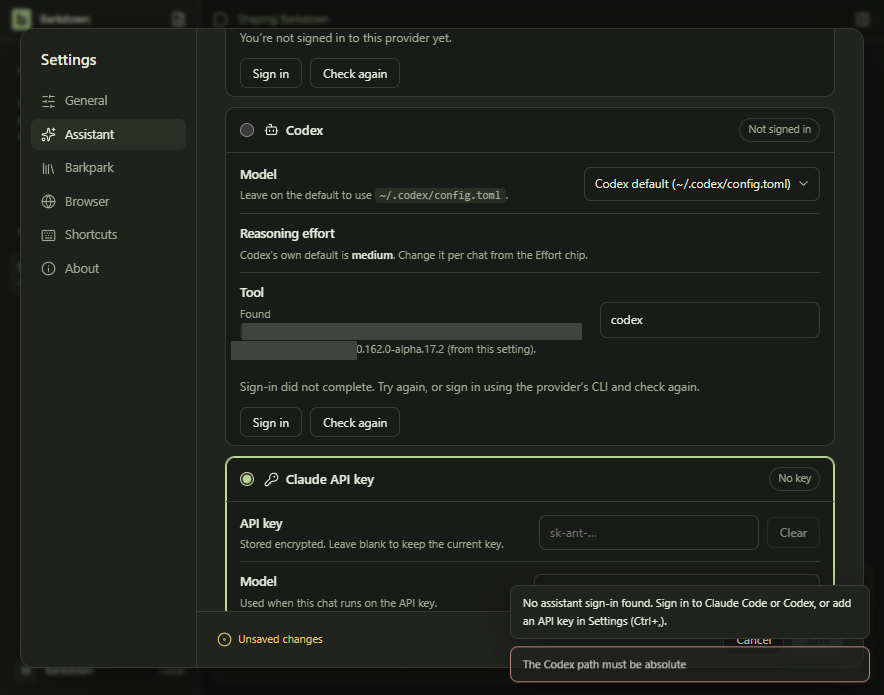 Barkdown
Shaping Barkdown
Settings
General
Assistant
Barkpark
Browser
Shortcuts
About
You're not signed in to this provider yet.
Sign in
Check again
Codex
Not signed in
Model
Leave on the default to use ~/.codex/config.toml.
Codex default (~/.codex/config.toml)
Reasoning effort
Codex's own default is medium. Change it per chat from the Effort chip.
Tool
Found
codex
0.162.0-alpha.17.2 (from this setting).
Sign-in did not complete. Try again, or sign in using the provider's CLI and check again.
Sign in
Check again
Claude API key
No key
API key
Stored encrypted. Leave blank to keep the current key.
sk-ant-...
Clear
Model
Used when this chat runs on the API key.
No assistant sign-in found. Sign in to Claude Code or Codex, or add
an API key in Settings (Ctrl+,).
Unsaved changes
Cancel
The Codex path must be absolute
Barkdown